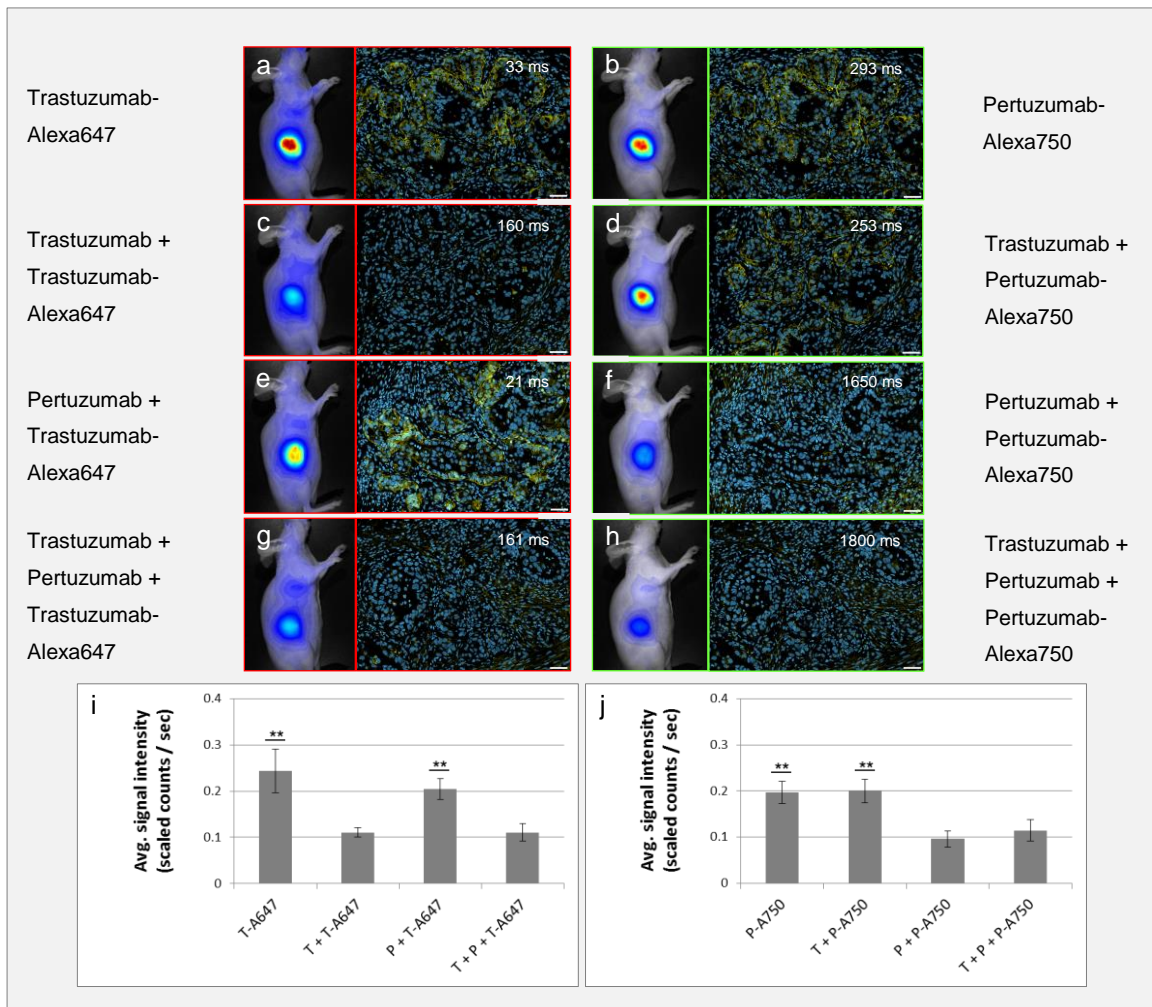 Trastuzumab-
Alexa647
a
33 ms
b
293 ms
Pertuzumab-
Alexa750
Trastuzumab +
Trastuzumab-
Alexa647
c
160 ms
d
253 ms
Trastuzumab +
Pertuzumab-
Alexa750
Pertuzumab +
Trastuzumab-
Alexa647
e
21 ms
f
1650 ms
Pertuzumab +
Pertuzumab-
Alexa750
Trastuzumab +
Pertuzumab +
Trastuzumab-
Alexa647
g
161 ms
h
1800 ms
Trastuzumab +
Pertuzumab +
Pertuzumab-
Alexa750
i
Avg. signal intensity
(scaled counts / sec)
0.4
0.3
0.2
0.1
0
**
**
T-A647
T + T-A647
P + T-A647
T + P + T-A647
j
Avg. signal intensity
(scaled counts / sec)
0.4
0.3
0.2
0.1
0
**
**
P-A750
T + P-A750
P + P-A750
T + P + P-A750